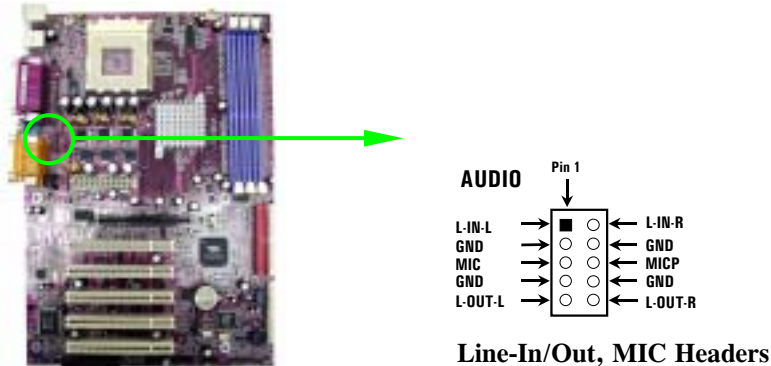 Pin 1
AUDIO
L-IN-L L-IN-R
GND GND
MIC MICP
GND GND
L-OUT-L L-OUT-R
Line-In/Out, MIC Headers